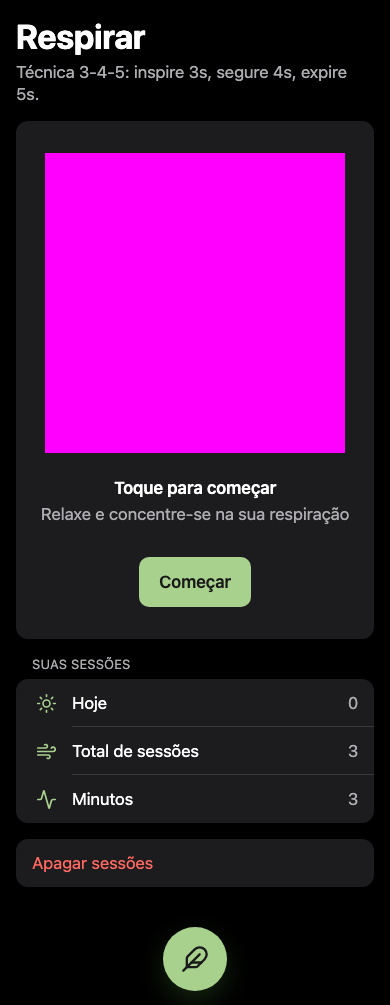 Respirar
Técnica 3-4-5: inspire 3s, segure 4s, expire
5s.
Toque para começar
Relaxe e concentre-se na sua respiração
Começar
SUAS SESSÕES
Hoje 0
Total de sessões 3
Minutos 3
Apagar sessões